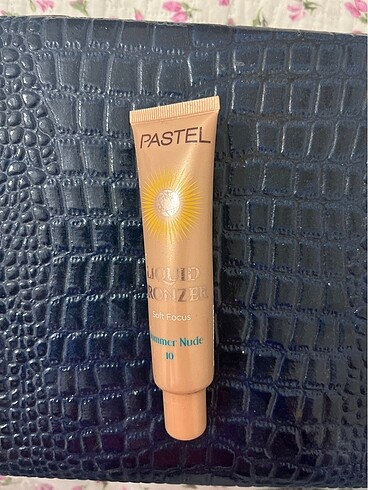 PASTEL
LIQUID
BRONZER
Soft Focus
Summer Nude
10